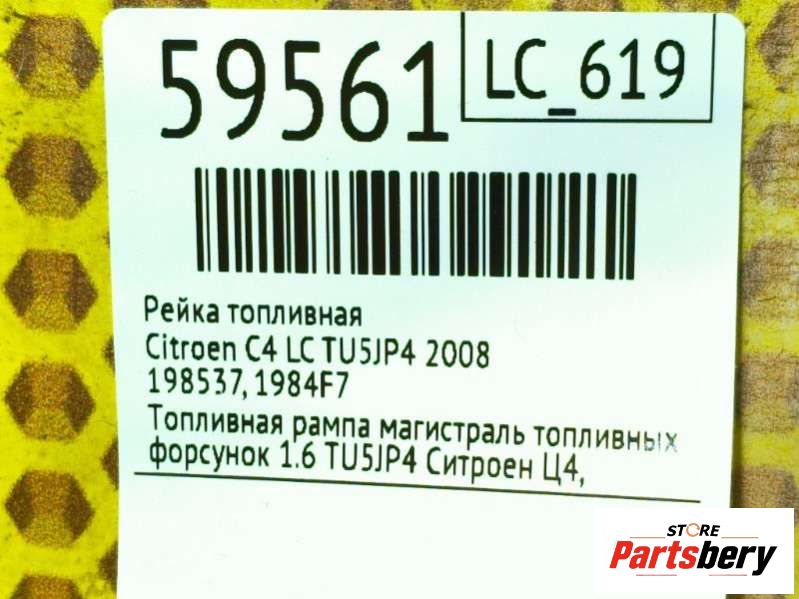 59561
LC_619
Рейка топливная
Citroen C4 LC TU5JP4 2008
198537, 1984F7
Топливная рампа магистраль топливных
форсунок 1.6 TU5JP4 Ситроен Ц4,
STORE
Partsbery